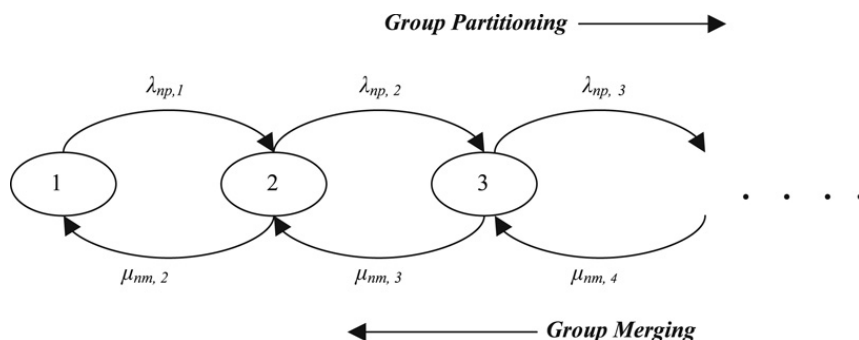 Group Partitioning
λnp,1 λnp,2 λnp, 3
1 2 3 . . . .
μnm, 2 μnm, 3 μnm, 4
Group Merging